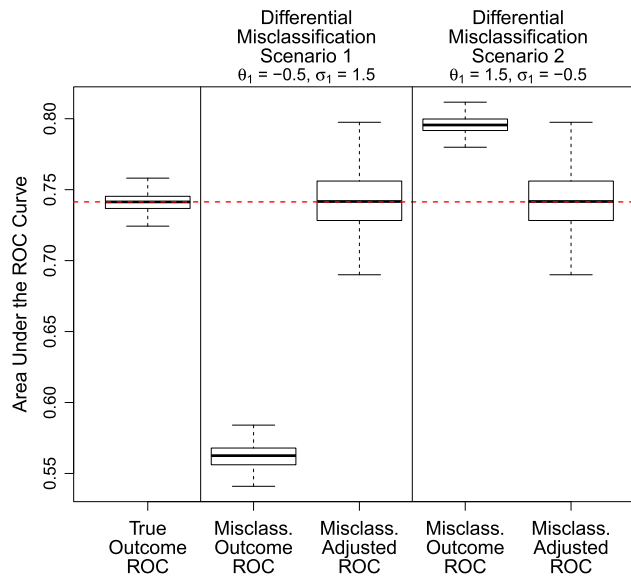 Differential
Misclassification
Scenario 1
θ1 = −0.5, σ1 = 1.5
Differential
Misclassification
Scenario 2
θ1 = 1.5, σ1 = −0.5
Area Under the ROC Curve
0.80
0.75
0.70
0.65
0.60
0.55
True
Outcome
ROC
Misclass.
Outcome
ROC
Misclass.
Adjusted
ROC
Misclass.
Outcome
ROC
Misclass.
Adjusted
ROC